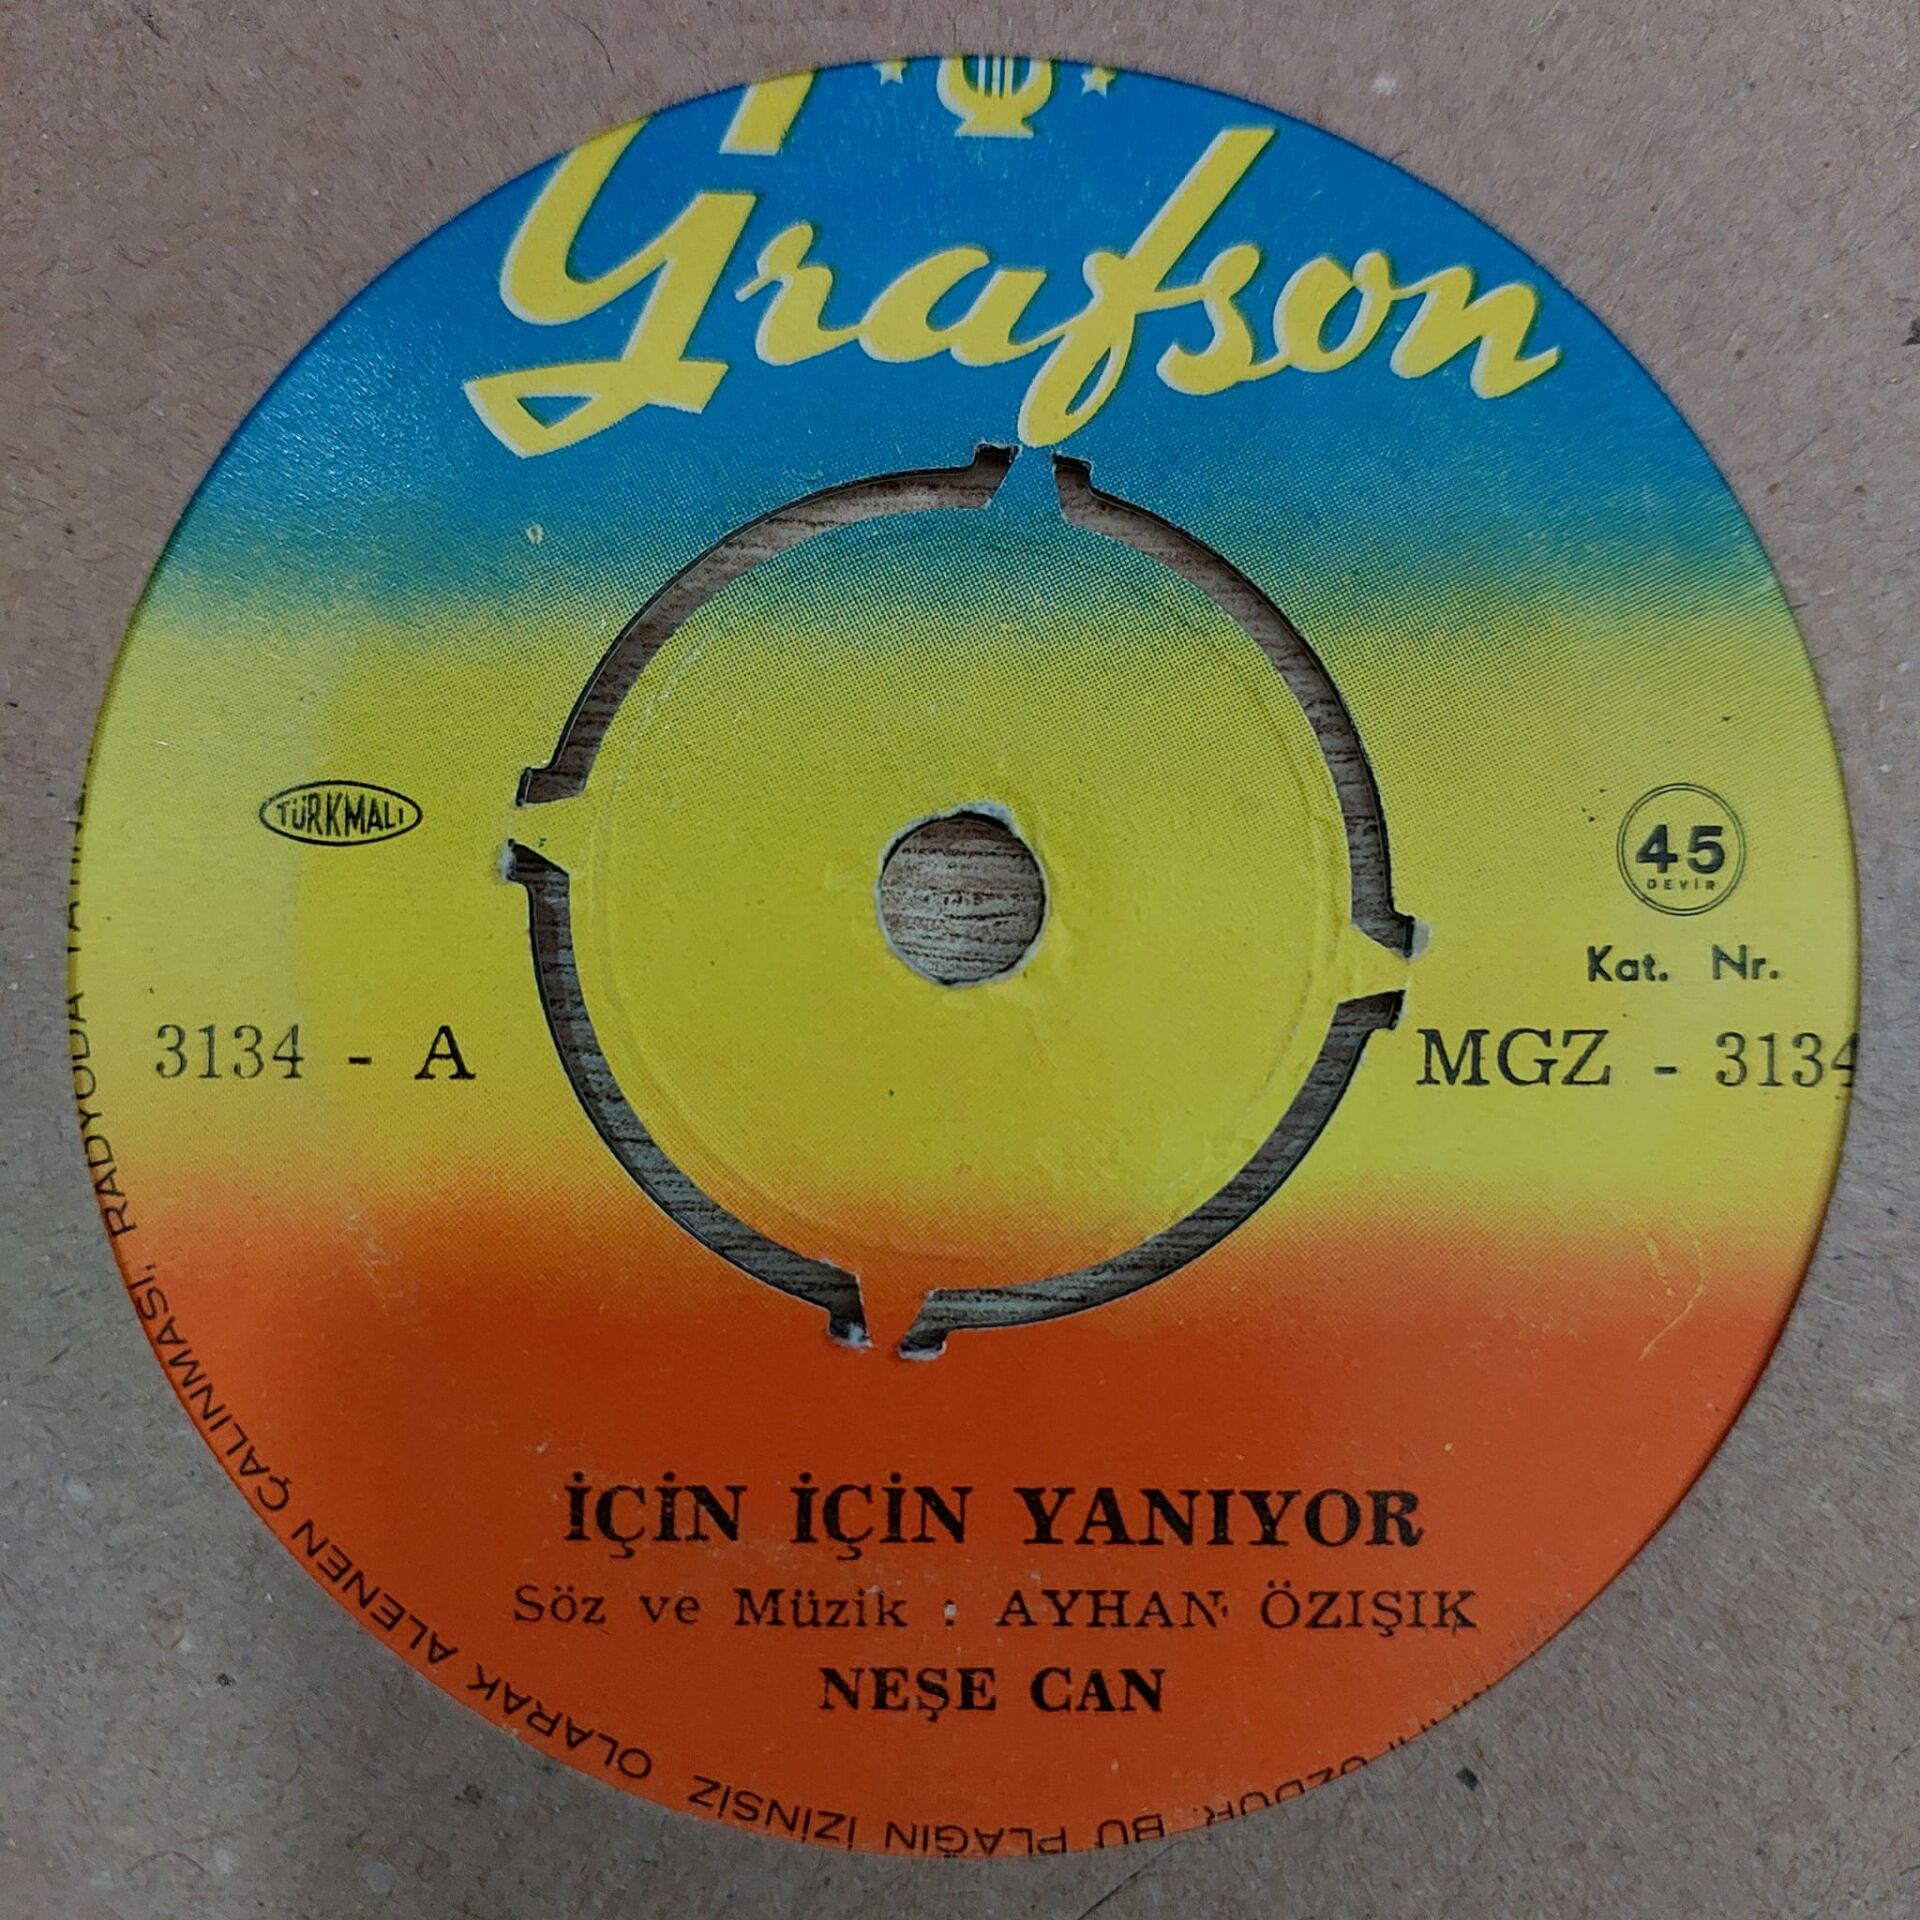 Grafson
TÜRKMALI
45
DEVİR
Kat. Nr.
3134 - A
MGZ - 3134
İÇİN İÇİN YANIYOR
Söz ve Müzik : AYHAN ÖZIŞIK
NEŞE CAN
BU PLAĞIN İZİNSİZ OLARAK ALENEN ÇALINMASI, RADYODA